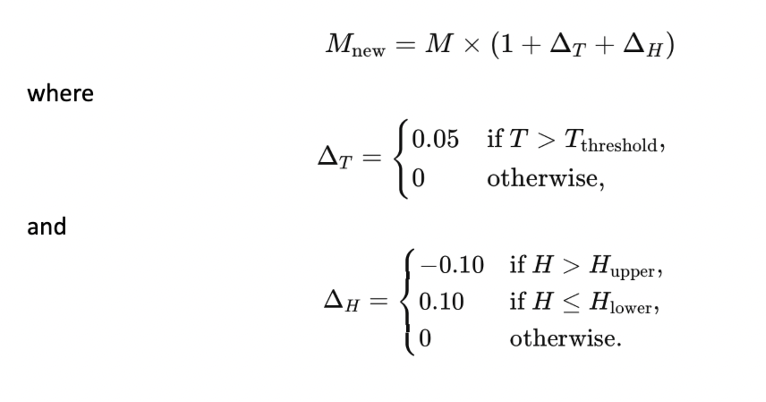 M_new = M × (1 + Δ_T + Δ_H)
where
Δ_T = { 0.05 if T > T_threshold,
0 otherwise,
and
Δ_H = { −0.10 if H > H_upper,
0.10 if H ≤ H_lower,
0 otherwise.